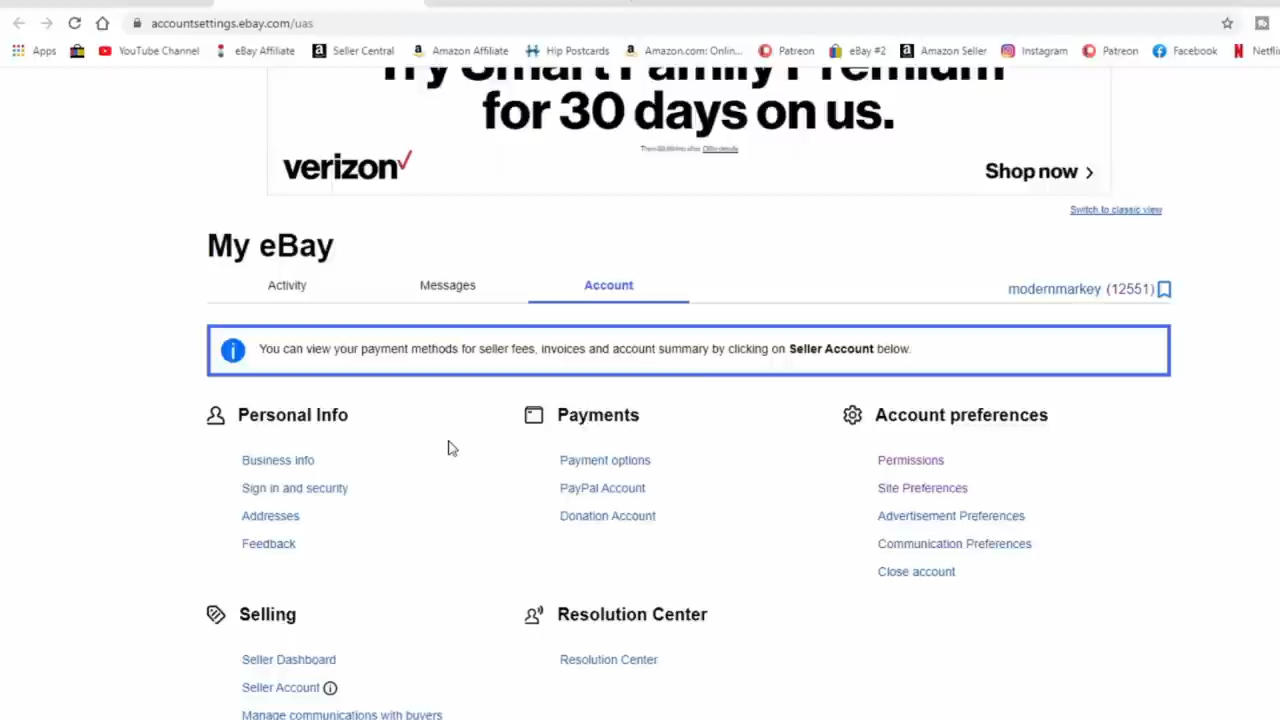 accountsettings.ebay.com/uas
Apps YouTube Channel eBay Affiliate Seller Central Amazon Affiliate Hip Postcards Amazon.com: Onlin... Patreon eBay #2 Amazon Seller Instagram Patreon Facebook Netfli
Try Smart Family Premium
for 30 days on us.
verizon
Shop now
Switch to classic view
My eBay
Activity Messages Account modernmarkey (12551)
You can view your payment methods for seller fees, invoices and account summary by clicking on Seller Account below.
Personal Info Payments Account preferences
Business info Payment options Permissions
Sign in and security PayPal Account Site Preferences
Addresses Donation Account Advertisement Preferences
Feedback Communication Preferences
Close account
Selling Resolution Center
Seller Dashboard Resolution Center
Seller Account
Manage communications with buyers